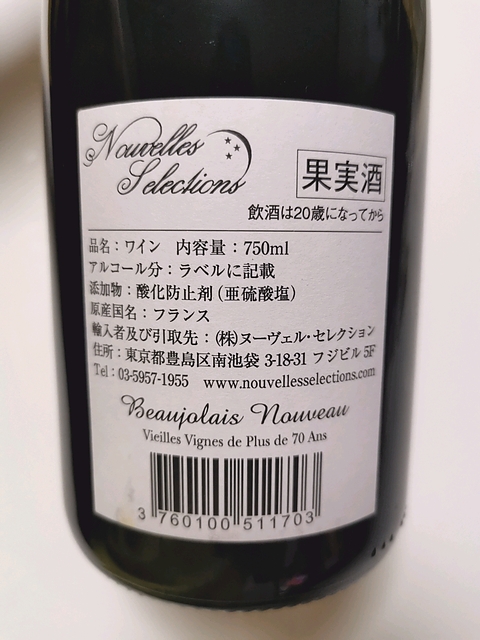 Nouvelles
Selections
果実酒
飲酒は20歳になってから
品名：ワイン 内容量：750ml
アルコール分：ラベルに記載
添加物：酸化防止剤（亜硫酸塩）
原産国名：フランス
輸入者及び引取先：（株）ヌーヴェル・セレクション
住所：東京都豊島区南池袋 3-18-31 フジビル 5F
Tel：03-5957-1955 www.nouvellesselections.com
Beaujolais Nouveau
Vieilles Vignes de Plus de 70 Ans
3 760100 511703